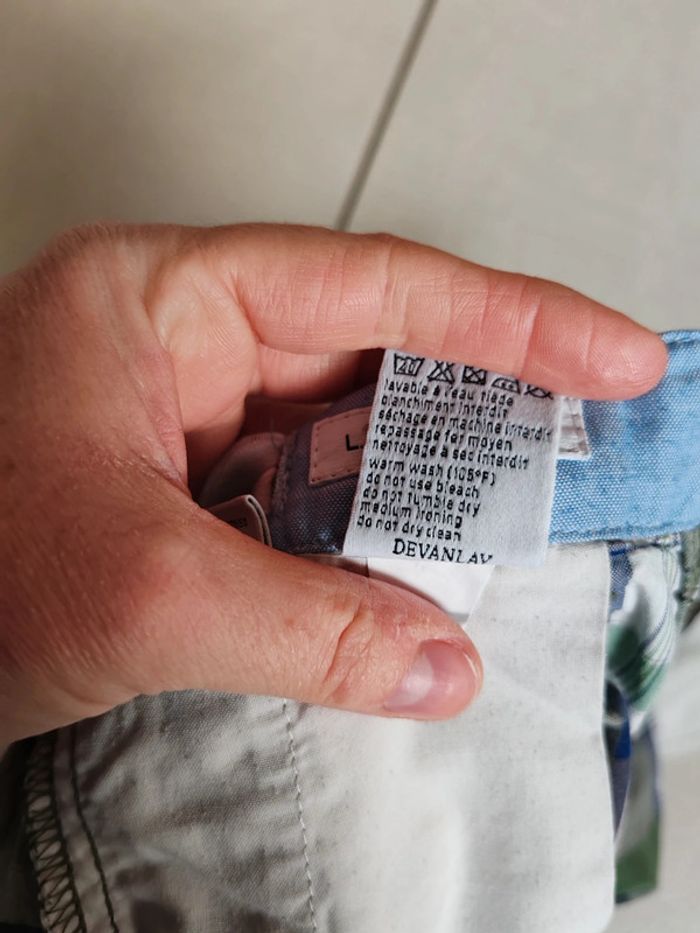 L.
lavable à l'eau tiède
blanchiment interdit
séchage en machine interdit
repassage fer moyen
nettoyage à sec interdit
warm wash (105°F)
do not use bleach
do not tumble dry
medium ironing
do not dry clean
DEVANLAY